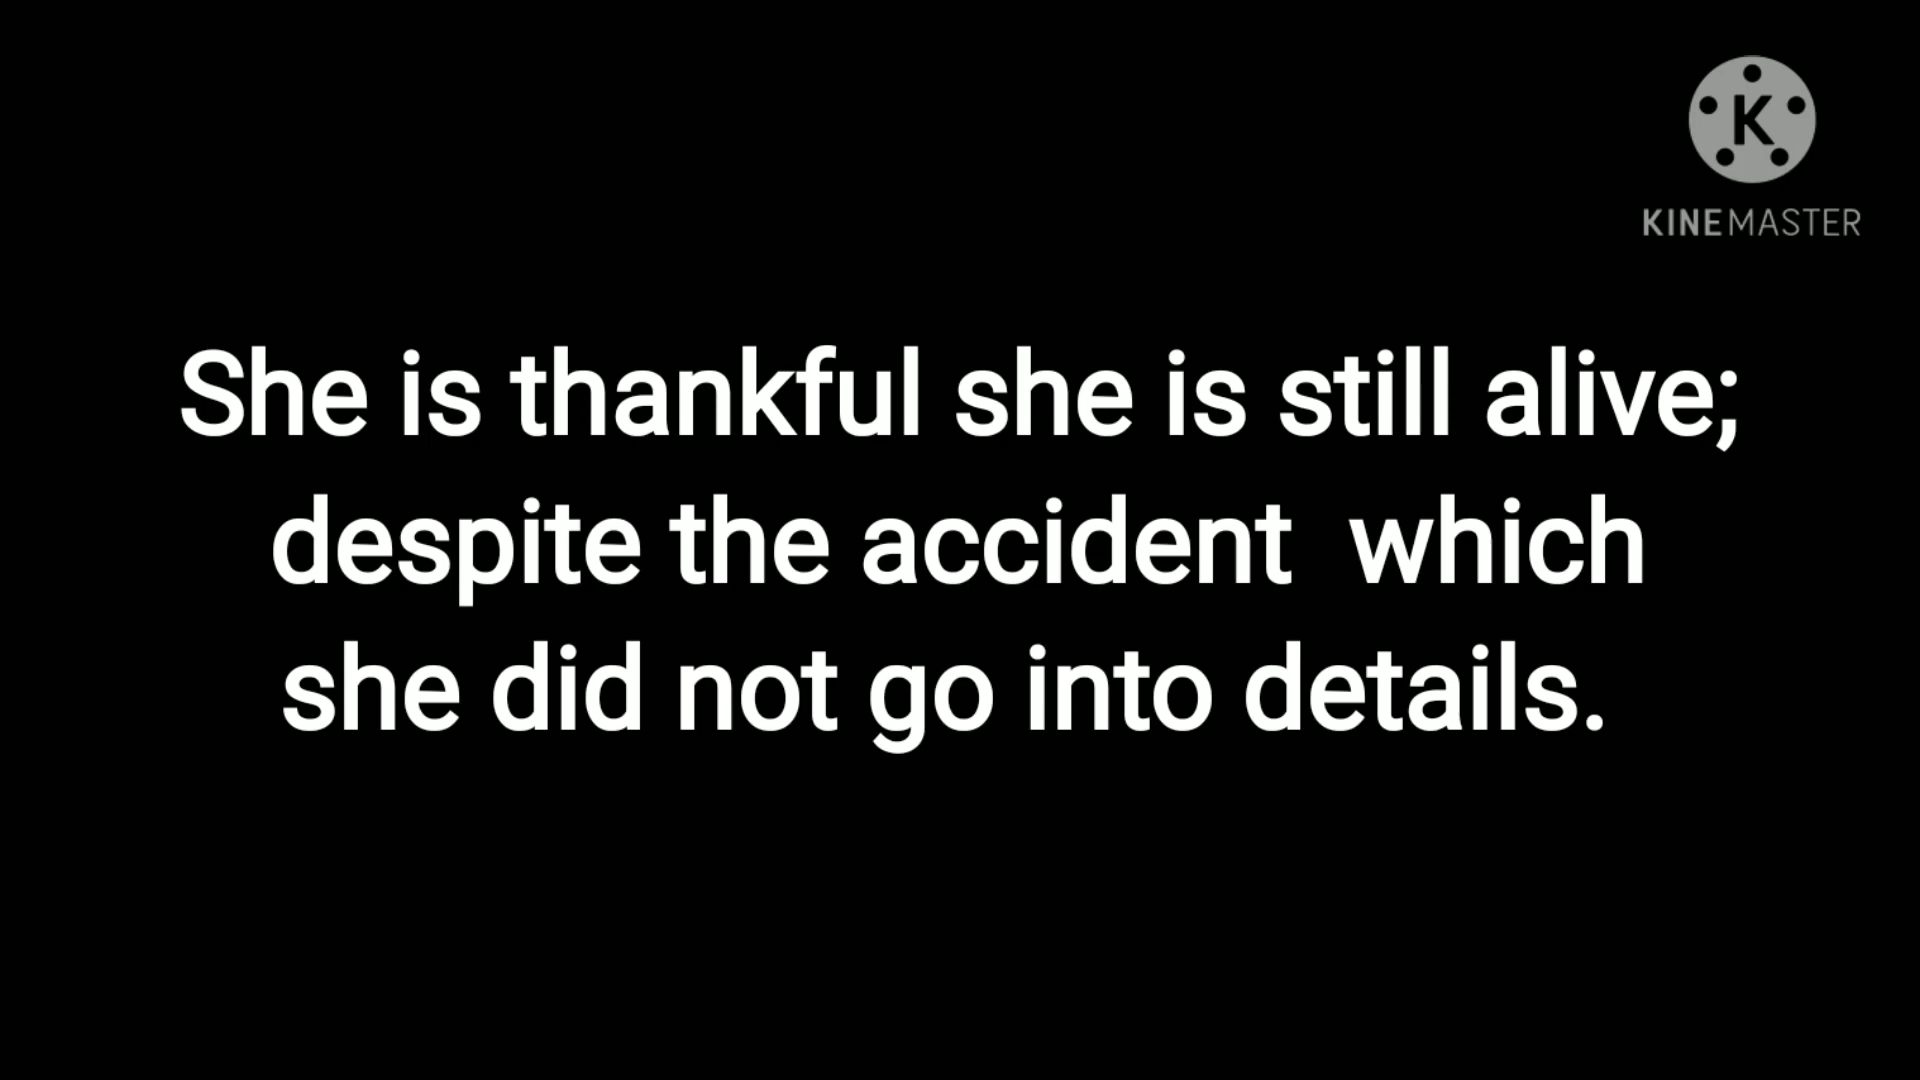 K
KINEMASTER
She is thankful she is still alive;
despite the accident  which
she did not go into details.